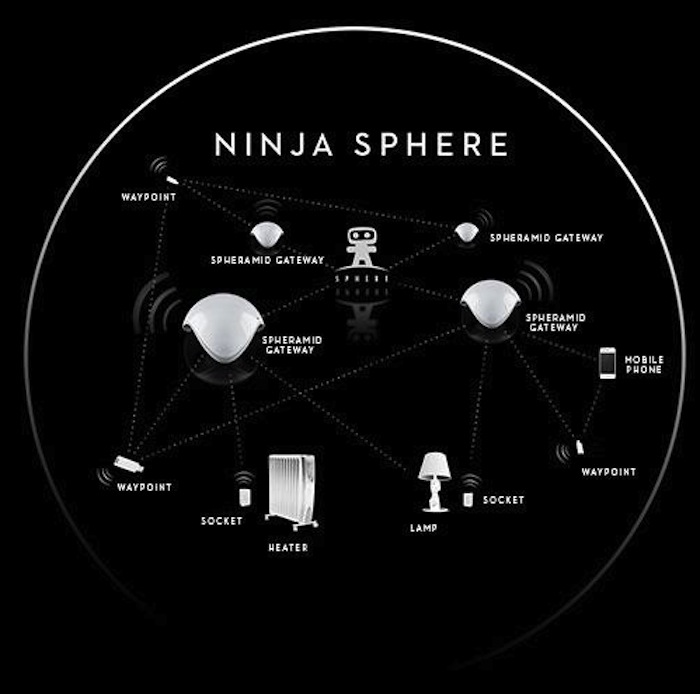 NINJA SPHERE
WAYPOINT
SPHERAMID GATEWAY
SPHERAMID GATEWAY
SPHERE
SPHERAMID
GATEWAY
SPHERAMID
GATEWAY
MOBILE
PHONE
WAYPOINT
WAYPOINT
SOCKET
SOCKET
LAMP
HEATER